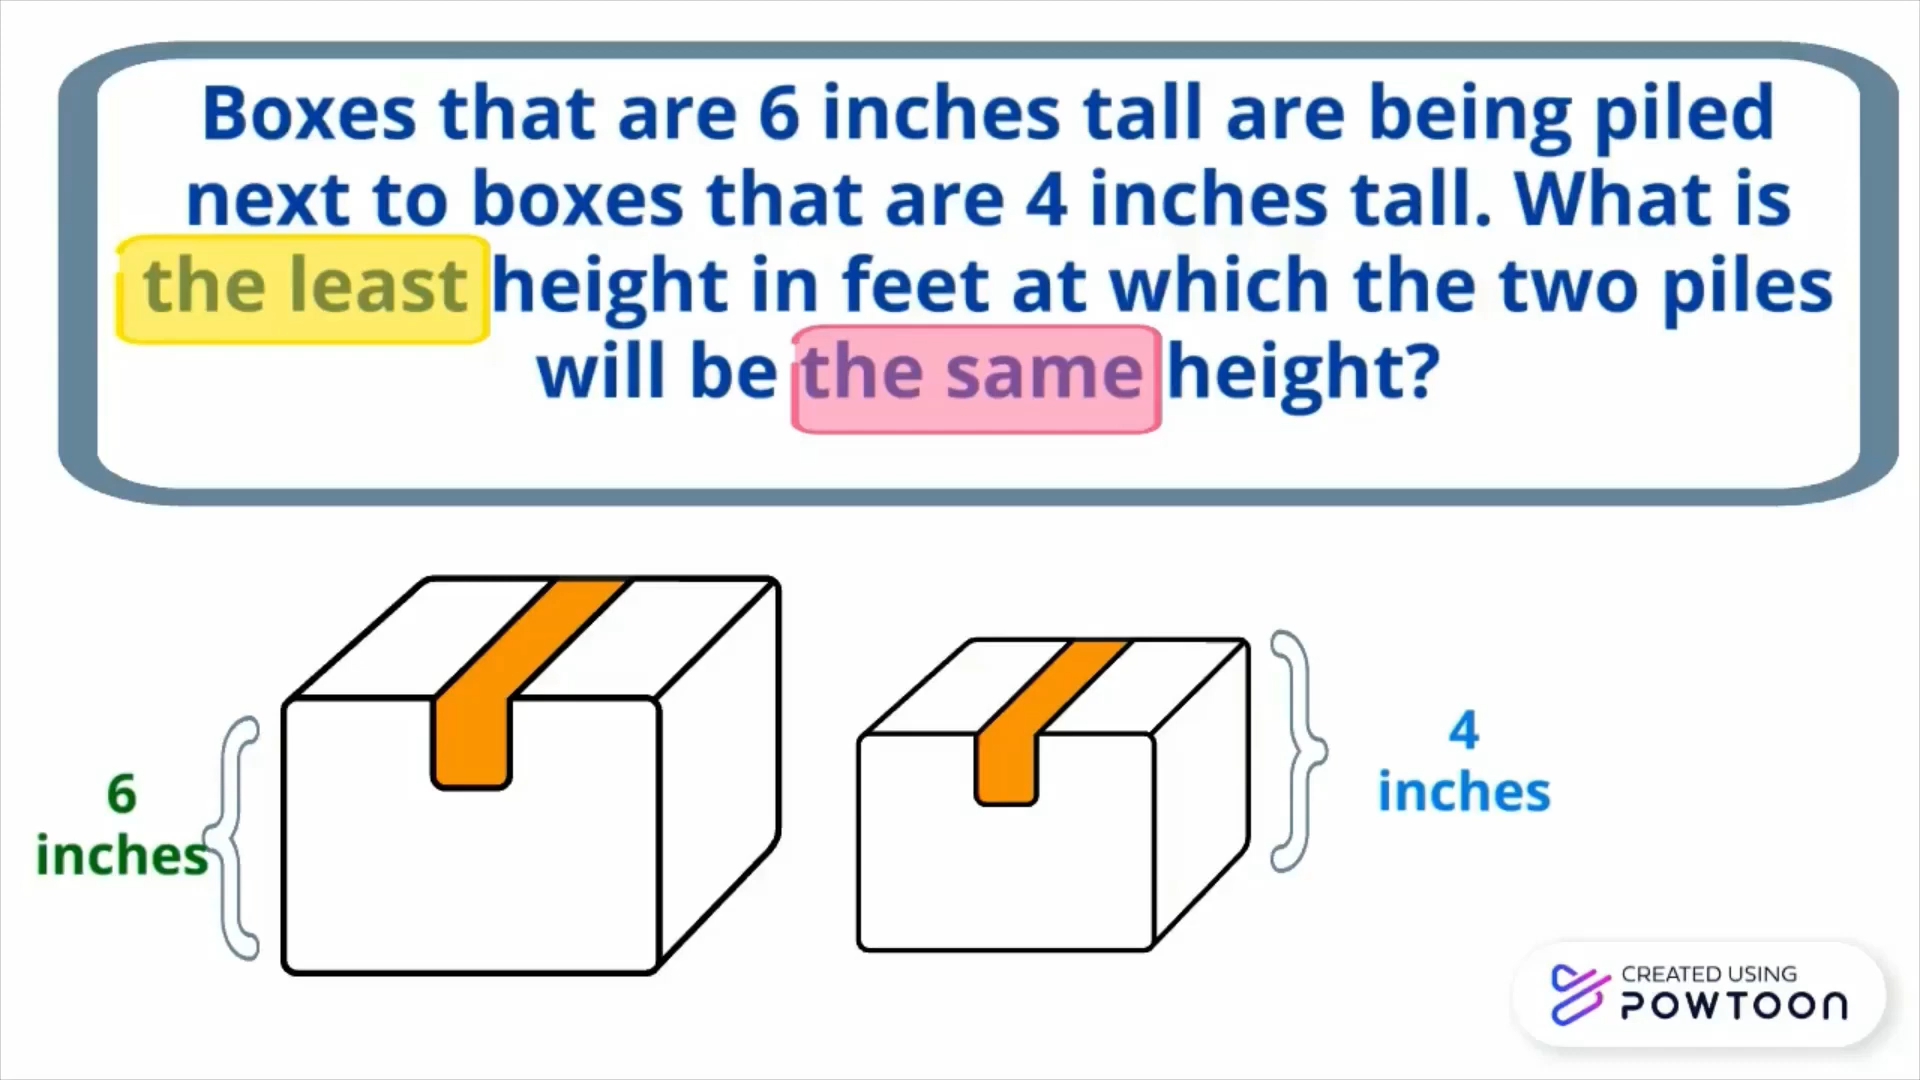 Boxes that are 6 inches tall are being piled
next to boxes that are 4 inches tall. What is
the least height in feet at which the two piles
will be the same height?
6
inches
4
inches
CREATED USING
POWTOON